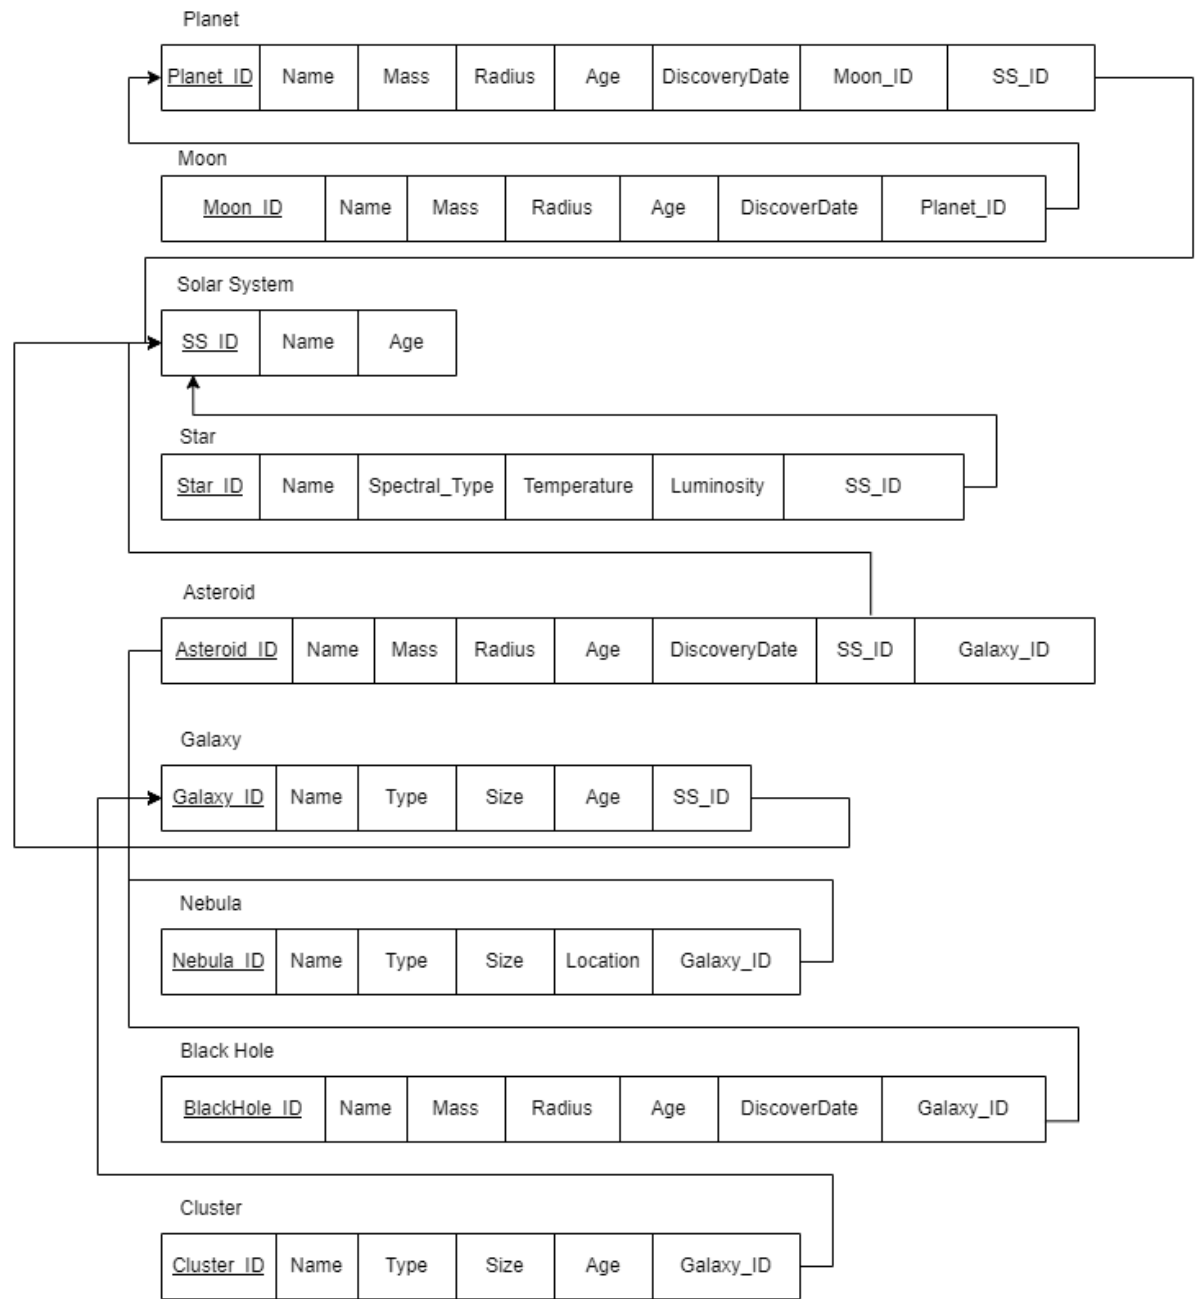 Planet
Planet_ID Name Mass Radius Age DiscoveryDate Moon_ID SS_ID
Moon
Moon_ID Name Mass Radius Age DiscoverDate Planet_ID
Solar System
SS_ID Name Age
Star
Star_ID Name Spectral_Type Temperature Luminosity SS_ID
Asteroid
Asteroid_ID Name Mass Radius Age DiscoveryDate SS_ID Galaxy_ID
Galaxy
Galaxy_ID Name Type Size Age SS_ID
Nebula
Nebula_ID Name Type Size Location Galaxy_ID
Black Hole
BlackHole_ID Name Mass Radius Age DiscoverDate Galaxy_ID
Cluster
Cluster_ID Name Type Size Age Galaxy_ID